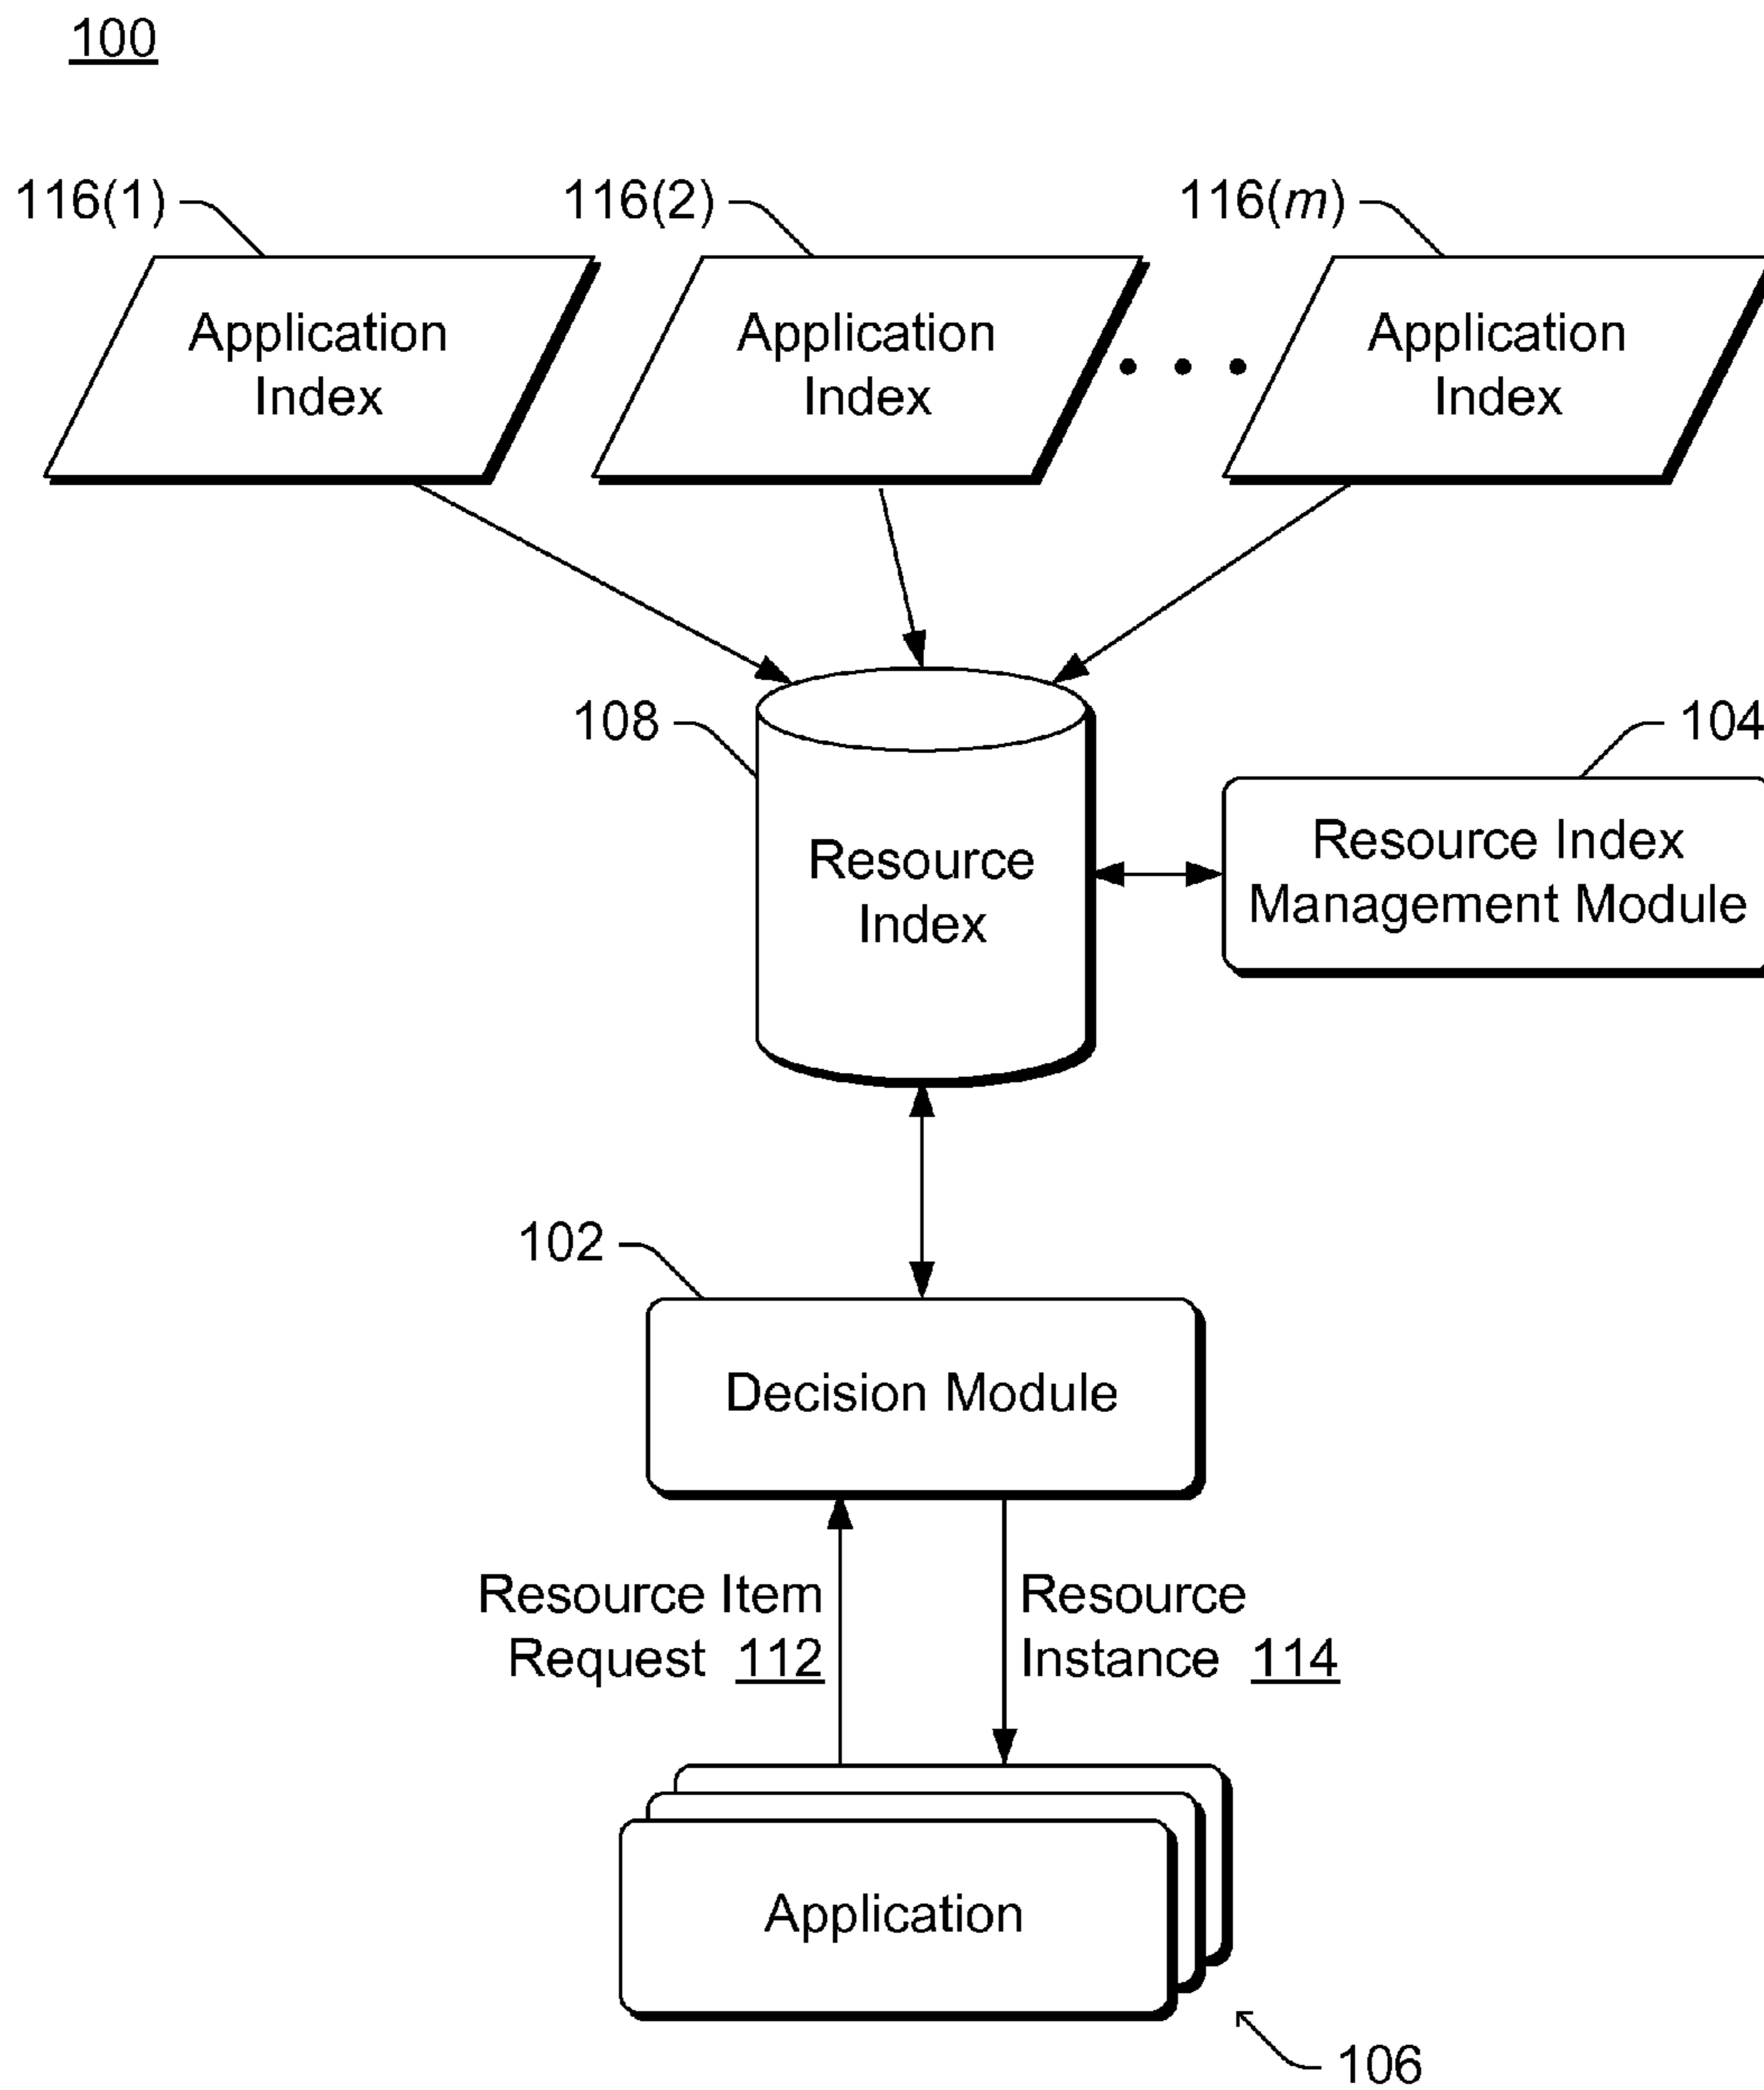 100
116(1)
116(2)
116(m)
Application
Index
Application
Index
• • •
Application
Index
108
104
Resource
Index
Resource Index
Management Module
102
Decision Module
Resource Item
Request 112
Resource
Instance 114
Application
106